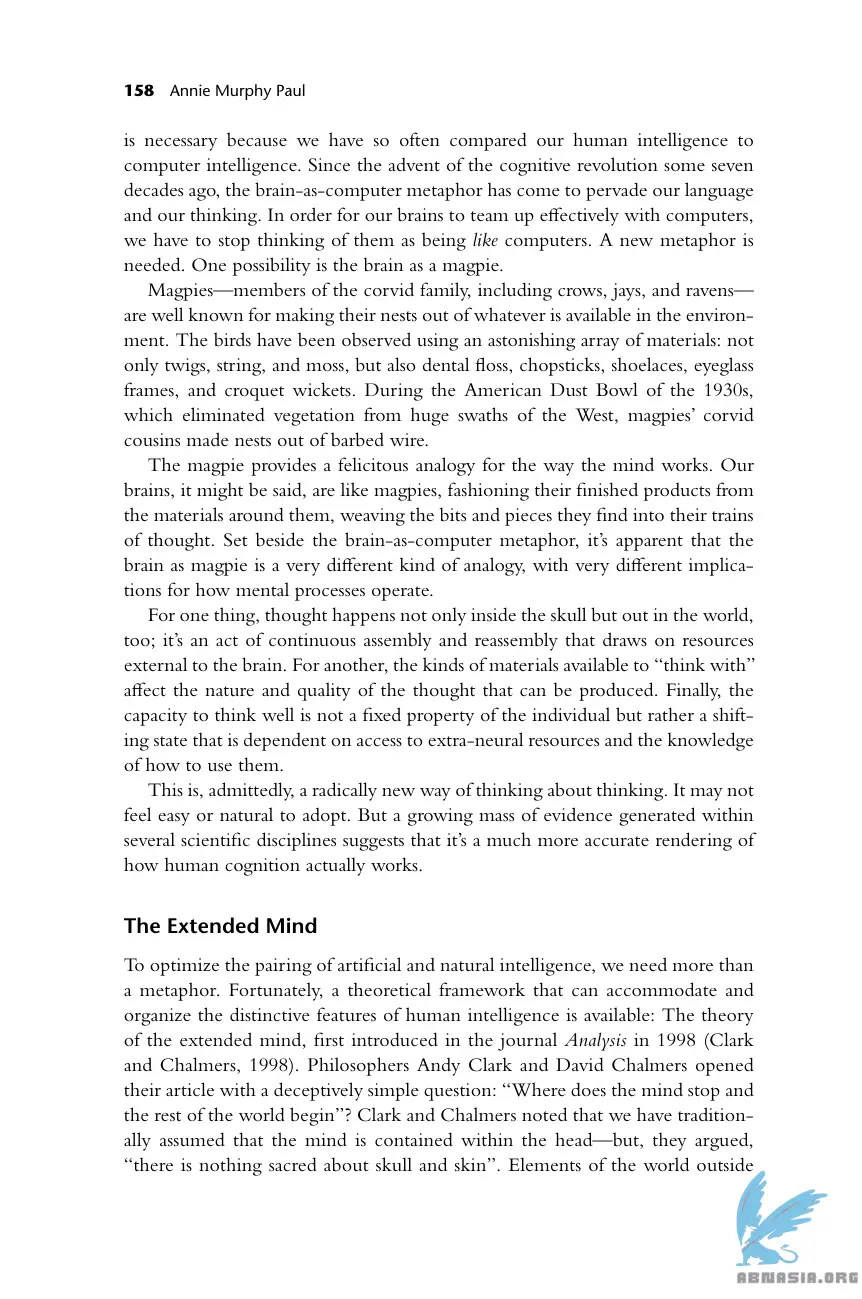 158 Annie Murphy Paul
is necessary because we have so often compared our human intelligence to
computer intelligence. Since the advent of the cognitive revolution some seven
decades ago, the brain-as-computer metaphor has come to pervade our language
and our thinking. In order for our brains to team up effectively with computers,
we have to stop thinking of them as being like computers. A new metaphor is
needed. One possibility is the brain as a magpie.
Magpies—members of the corvid family, including crows, jays, and ravens—
are well known for making their nests out of whatever is available in the environ-
ment. The birds have been observed using an astonishing array of materials: not
only twigs, string, and moss, but also dental floss, chopsticks, shoelaces, eyeglass
frames, and croquet wickets. During the American Dust Bowl of the 1930s,
which eliminated vegetation from huge swaths of the West, magpies’ corvid
cousins made nests out of barbed wire.
The magpie provides a felicitous analogy for the way the mind works. Our
brains, it might be said, are like magpies, fashioning their finished products from
the materials around them, weaving the bits and pieces they find into their trains
of thought. Set beside the brain-as-computer metaphor, it’s apparent that the
brain as magpie is a very different kind of analogy, with very different implica-
tions for how mental processes operate.
For one thing, thought happens not only inside the skull but out in the world,
too; it’s an act of continuous assembly and reassembly that draws on resources
external to the brain. For another, the kinds of materials available to “think with”
affect the nature and quality of the thought that can be produced. Finally, the
capacity to think well is not a fixed property of the individual but rather a shift-
ing state that is dependent on access to extra-neural resources and the knowledge
of how to use them.
This is, admittedly, a radically new way of thinking about thinking. It may not
feel easy or natural to adopt. But a growing mass of evidence generated within
several scientific disciplines suggests that it’s a much more accurate rendering of
how human cognition actually works.
The Extended Mind
To optimize the pairing of artificial and natural intelligence, we need more than
a metaphor. Fortunately, a theoretical framework that can accommodate and
organize the distinctive features of human intelligence is available: The theory
of the extended mind, first introduced in the journal Analysis in 1998 (Clark
and Chalmers, 1998). Philosophers Andy Clark and David Chalmers opened
their article with a deceptively simple question: “Where does the mind stop and
the rest of the world begin”? Clark and Chalmers noted that we have tradition-
ally assumed that the mind is contained within the head—but, they argued,
“there is nothing sacred about skull and skin”. Elements of the world outside
ABNASIA.ORG